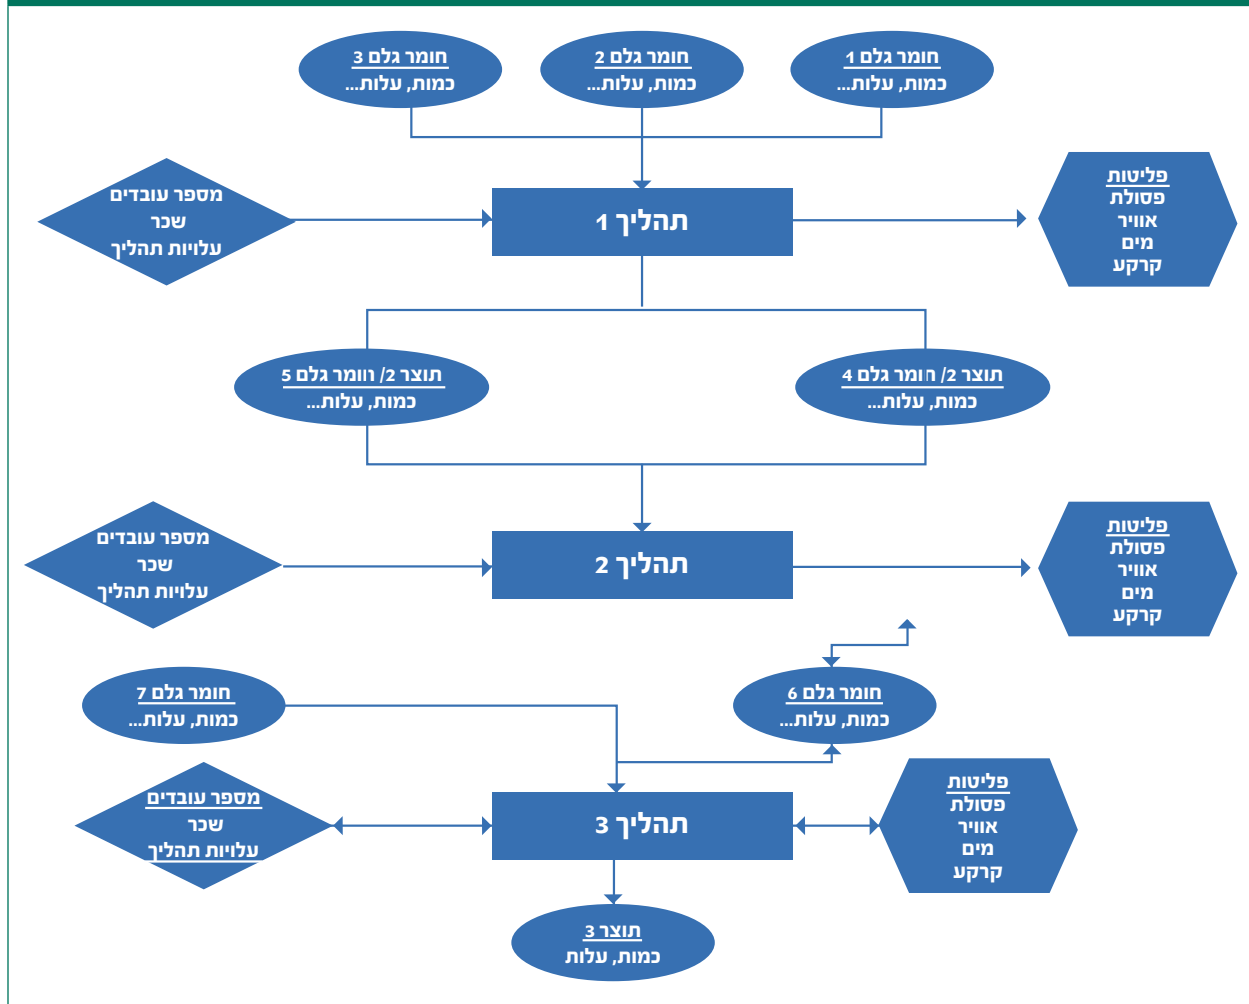 חומר גלם 1
כמות, עלות...
חומר גלם 2
כמות, עלות...
חומר גלם 3
כמות, עלות...
פליטות
פסולת
אוויר
מים
קרקע
תהליך 1
מספר עובדים
שכר
עלויות תהליך
תוצר 2/ חומר גלם 4
כמות, עלות...
תוצר 2/ חומר גלם 5
כמות, עלות...
פליטות
פסולת
אוויר
מים
קרקע
תהליך 2
מספר עובדים
שכר
עלויות תהליך
חומר גלם 6
כמות, עלות...
חומר גלם 7
כמות, עלות...
פליטות
פסולת
אוויר
מים
קרקע
תהליך 3
מספר עובדים
שכר
עלויות תהליך
תוצר 3
כמות, עלות